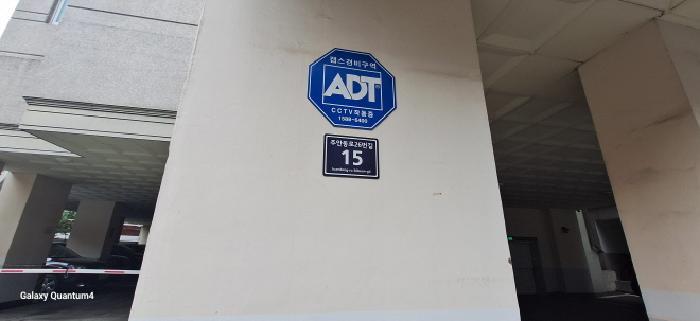 캡스경비구역
ADT
CCTV작동중
1588-6400
주안동로26번길
15
Galaxy Quantum4